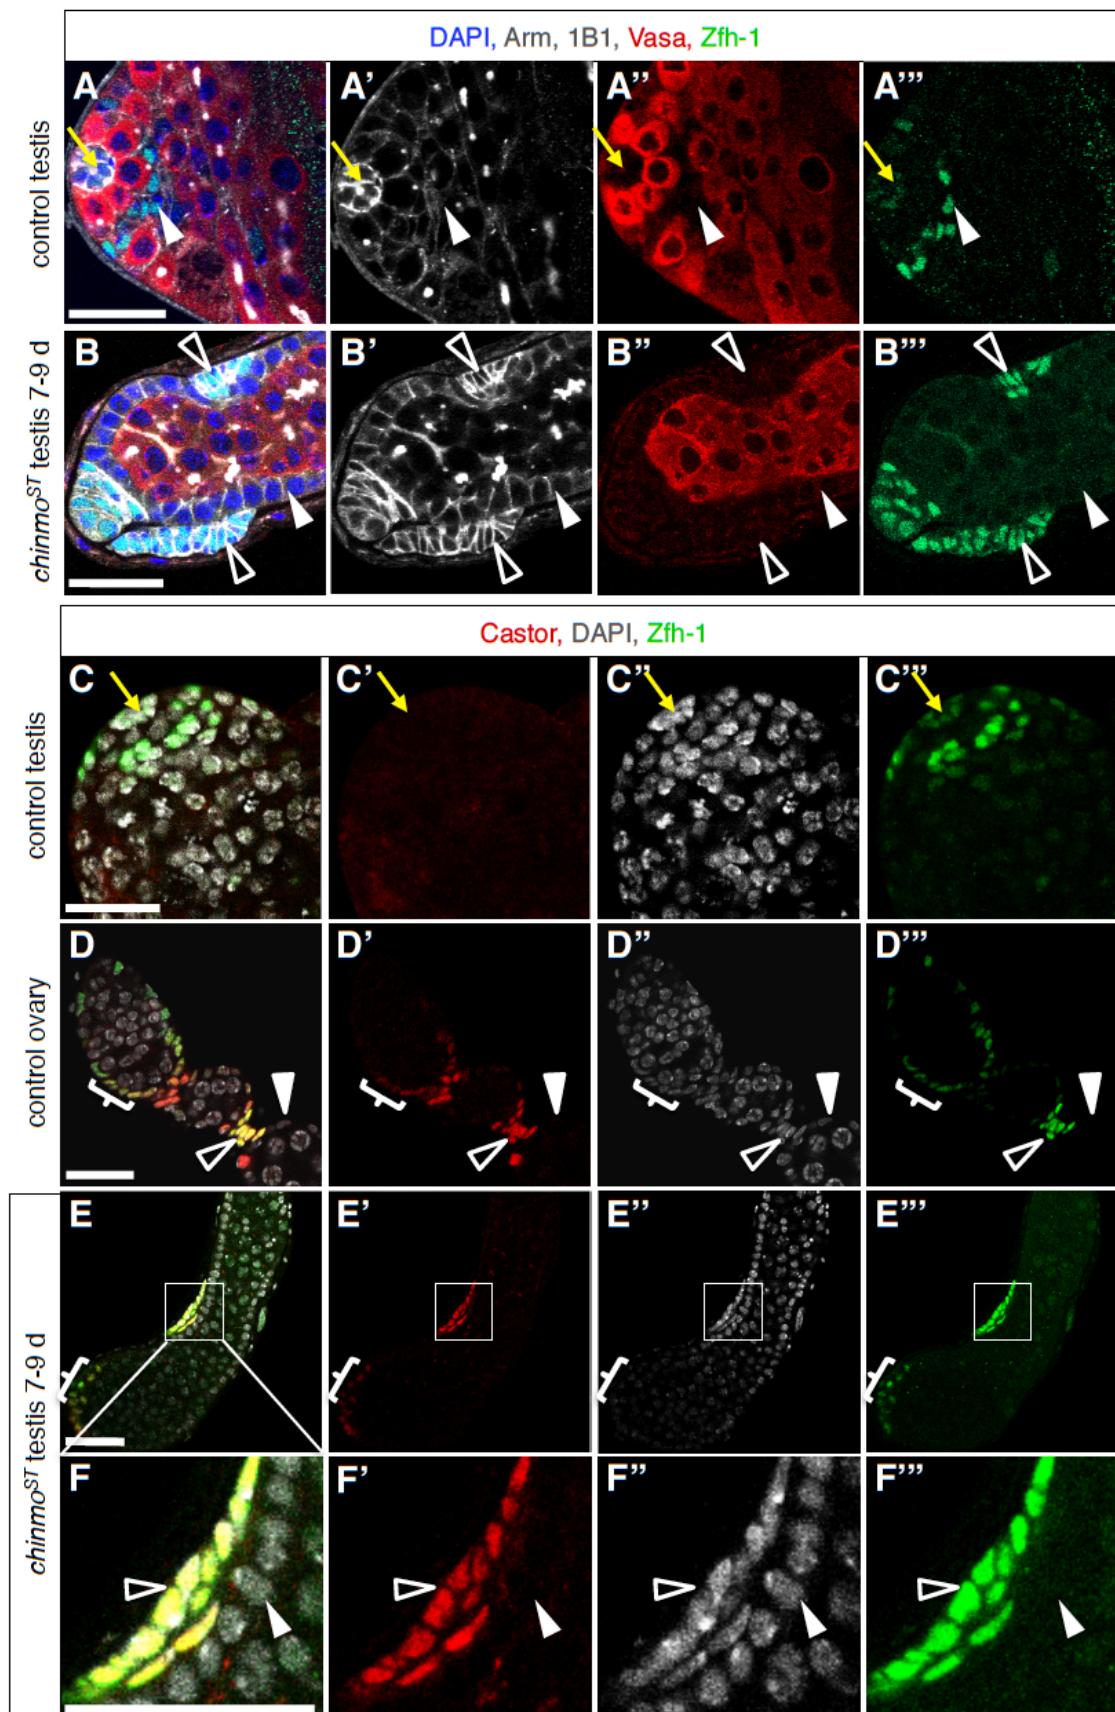 DAPI, Arm, 1B1, Vasa, Zfh-1
control testis
A A' A'' A'''
chinmoST testis 7-9 d
B B' B'' B'''
Castor, DAPI, Zfh-1
control testis
C C' C'' C'''
control ovary
D D' D'' D'''
chinmoST testis 7-9 d
E E' E'' E'''
F F' F'' F'''